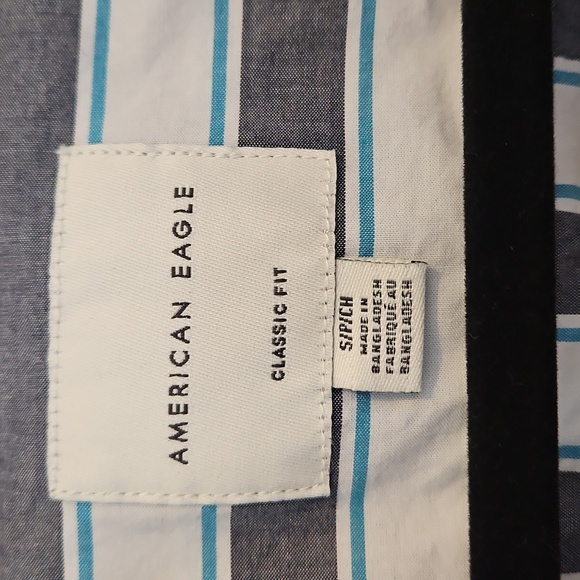 AMERICAN EAGLE
CLASSIC FIT
S/P/CH
MADE IN
BANGLADESH
FABRIQUÉ AU
BANGLADESH